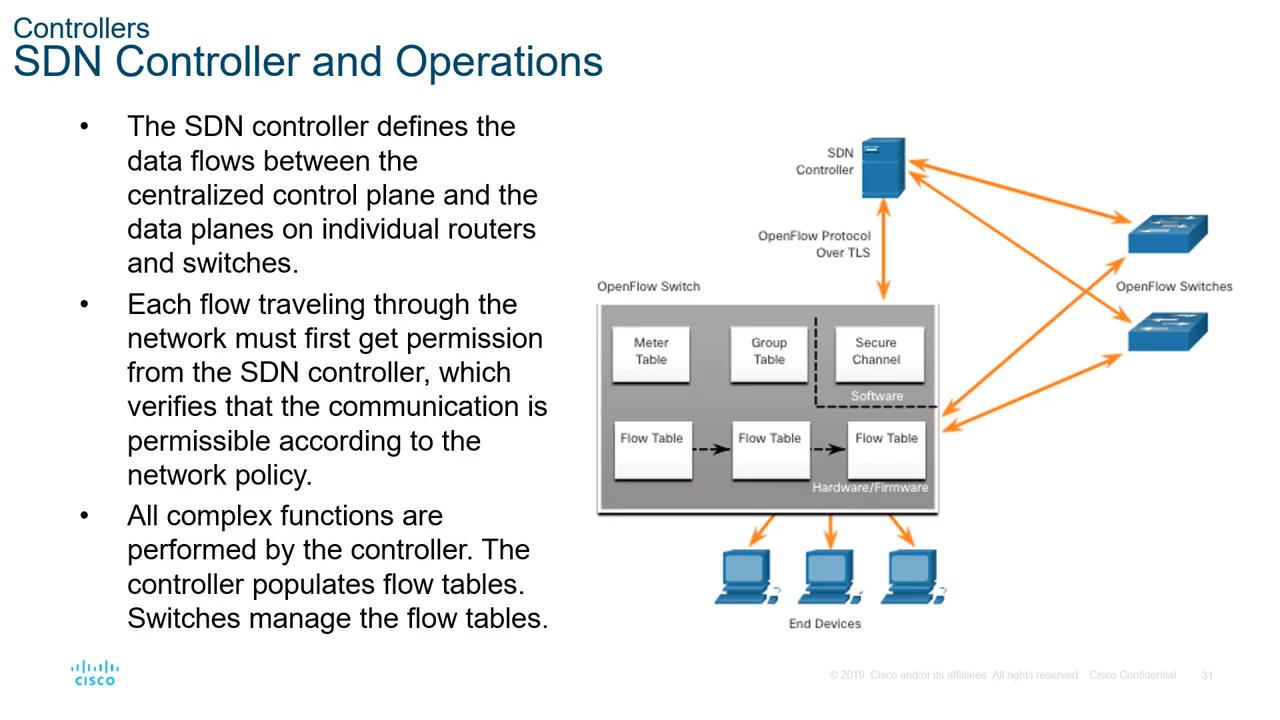 Controllers
SDN Controller and Operations
• The SDN controller defines the
data flows between the
centralized control plane and the
data planes on individual routers
and switches.
• Each flow traveling through the
network must first get permission
from the SDN controller, which
verifies that the communication is
permissible according to the
network policy.
• All complex functions are
performed by the controller. The
controller populates flow tables.
Switches manage the flow tables.
SDN
Controller
OpenFlow Protocol
Over TLS
OpenFlow Switch
OpenFlow Switches
Meter
Table
Group
Table
Secure
Channel
Software
Flow Table
Flow Table
Flow Table
Hardware/Firmware
End Devices
CISCO
© 2019 Cisco and/or its affiliates. All rights reserved. Cisco Confidential
31